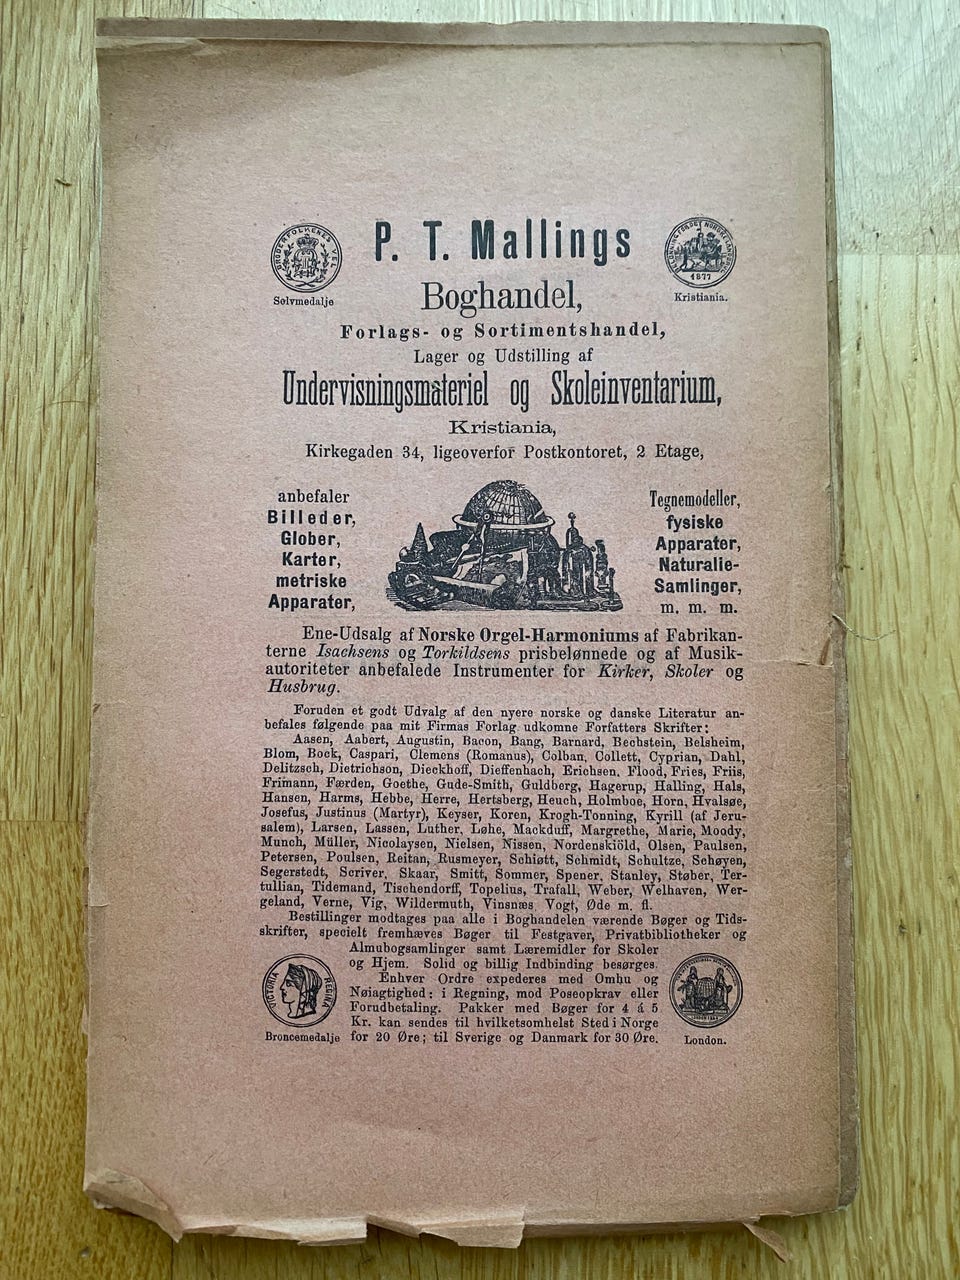 P. T. Mallings
BRODERFOLKENES VEL
Sølvmedalje
1877
Kristiania.
Boghandel,
Forlags- og Sortimentshandel,
Lager og Udstilling af
Undervisningsmateriel og Skoleinventarium,
Kristiania,
Kirkegaden 34, ligeoverfor Postkontoret, 2 Etage,
anbefaler
Billeder,
Glober,
Karter,
metriske
Apparater,
Tegnemodeller,
fysiske
Apparater,
Naturalie-
Samlinger,
m. m. m.
Ene-Udsalg af Norske Orgel-Harmoniums af Fabrikan-
terne Isachsens og Torkildsens prisbelønnede og af Musik-
autoriteter anbefalede Instrumenter for Kirker, Skoler og
Husbrug.
Foruden et godt Udvalg af den nyere norske og danske Literatur an-
befales følgende paa mit Firmas Forlag udkomne Forfatters Skrifter:
Aasen, Aabert, Augustin, Bacon, Bang, Barnard, Bechstein, Belsheim,
Blom, Bock, Caspari, Clemens (Romanus), Colban, Collett, Cyprian, Dahl,
Delitzsch, Dietrichson, Dieckhoff, Dieffenbach, Erichsen, Flood, Fries, Friis,
Frimann, Færden, Goethe, Gude-Smith, Guldberg, Hagerup, Halling, Hals,
Hansen, Harms, Hebbe, Herre, Hertsberg, Heuch, Holmboe, Horn, Hvalsøe,
Josefus, Justinus (Martyr), Keyser, Koren, Krogh-Tonning, Kyrill (af Jeru-
salem), Larsen, Lassen, Luther, Løhe, Mackduff, Margrethe, Marie, Moody,
Munch, Müller, Nicolaysen, Nielsen, Nissen, Nordenskiöld, Olsen, Paulsen,
Petersen, Poulsen, Reitan, Rusmeyer, Schiøtt, Schmidt, Schultze, Sehøyen,
Segerstedt, Scriver, Skaar, Smitt, Sommer, Spener, Stanley, Støber, Ter-
tullian, Tidemand, Tischendorff, Topelius, Trafall, Weber, Welhaven, Wer-
geland, Verne, Vig, Wildermuth, Vinsnæs Vogt, Øde m. fl.
Bestillinger modtages paa alle i Boghandelen værende Bøger og Tids-
skrifter, specielt fremhæves Bøger til Festgaver, Privatbibliotheker og
Almubogsamlinger samt Læremidler for Skoler
og Hjem. Solid og billig Indbinding besørges.
Enhver Ordre expederes med Omhu og
Nøiagtighed: i Regning, mod Poseopkrav eller
Forudbetaling. Pakker med Bøger for 4 á 5
Kr. kan sendes til hvilketsomhelst Sted i Norge
for 20 Øre; til Sverige og Danmark for 30 Øre.
VICTORIA REGINA
Broncemedalje
London.